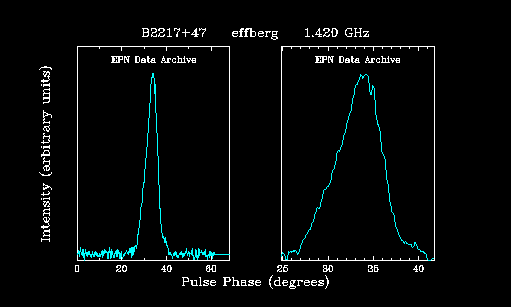 B2217+47 effberg 1.420 GHz
EPN Data Archive EPN Data Archive
Intensity (arbitrary units)
0 20 40 60 25 30 35 40
Pulse Phase (degrees)